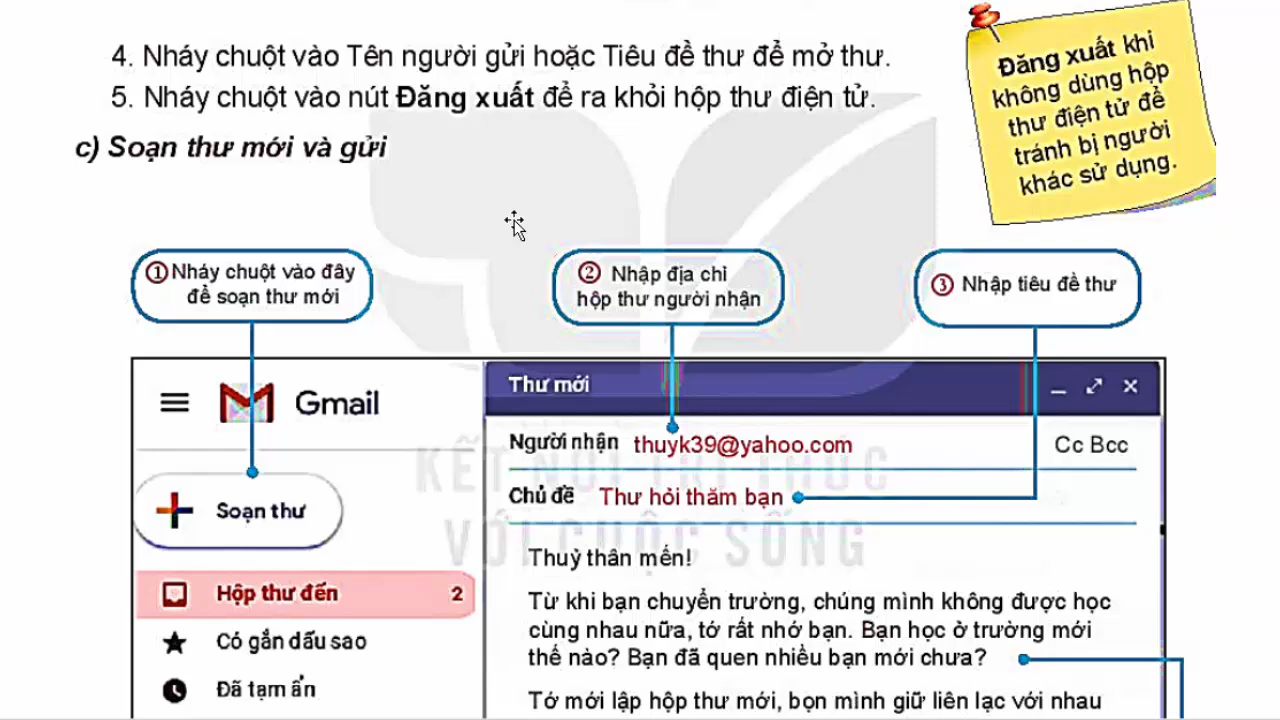 4. Nháy chuột vào Tên người gửi hoặc Tiêu đề thư để mở thư.
5. Nháy chuột vào nút Đăng xuất để ra khỏi hộp thư điện tử.
c) Soạn thư mới và gửi
Đăng xuất khi
không dùng hộp
thư điện tử để
tránh bị người
khác sử dụng.
① Nháy chuột vào đây
để soạn thư mới
② Nhập địa chỉ
hộp thư người nhận
③ Nhập tiêu đề thư
Gmail
Soạn thư
Hộp thư đến 2
Có gắn dấu sao
Đã tạm ẩn
Thư mới
Người nhận thuyk39@yahoo.com Cc Bcc
Chủ đề Thư hỏi thăm bạn
Thuỷ thân mến!
Từ khi bạn chuyển trường, chúng mình không được học
cùng nhau nữa, tớ rất nhớ bạn. Bạn học ở trường mới
thế nào? Bạn đã quen nhiều bạn mới chưa?
Tớ mới lập hộp thư mới, bọn mình giữ liên lạc với nhau
KẾT NỐI TRI THỨC
VỚI CUỘC SỐNG